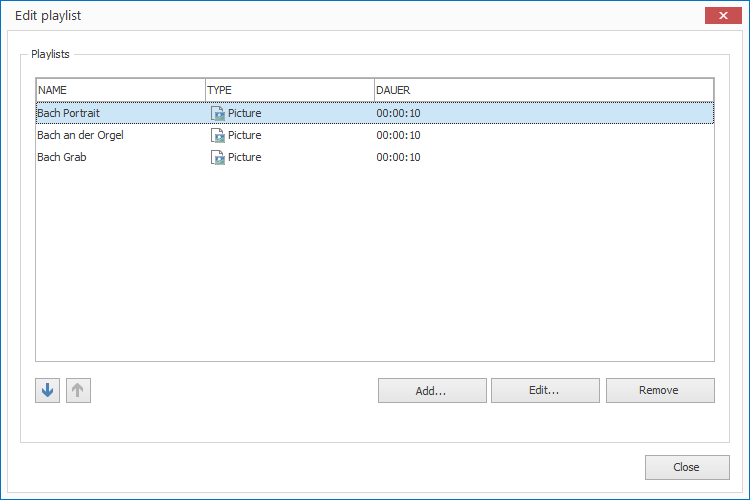 Edit playlist
Playlists
NAME TYPE DAUER
Bach Portrait Picture 00:00:10
Bach an der Orgel Picture 00:00:10
Bach Grab Picture 00:00:10
Add... Edit... Remove
Close